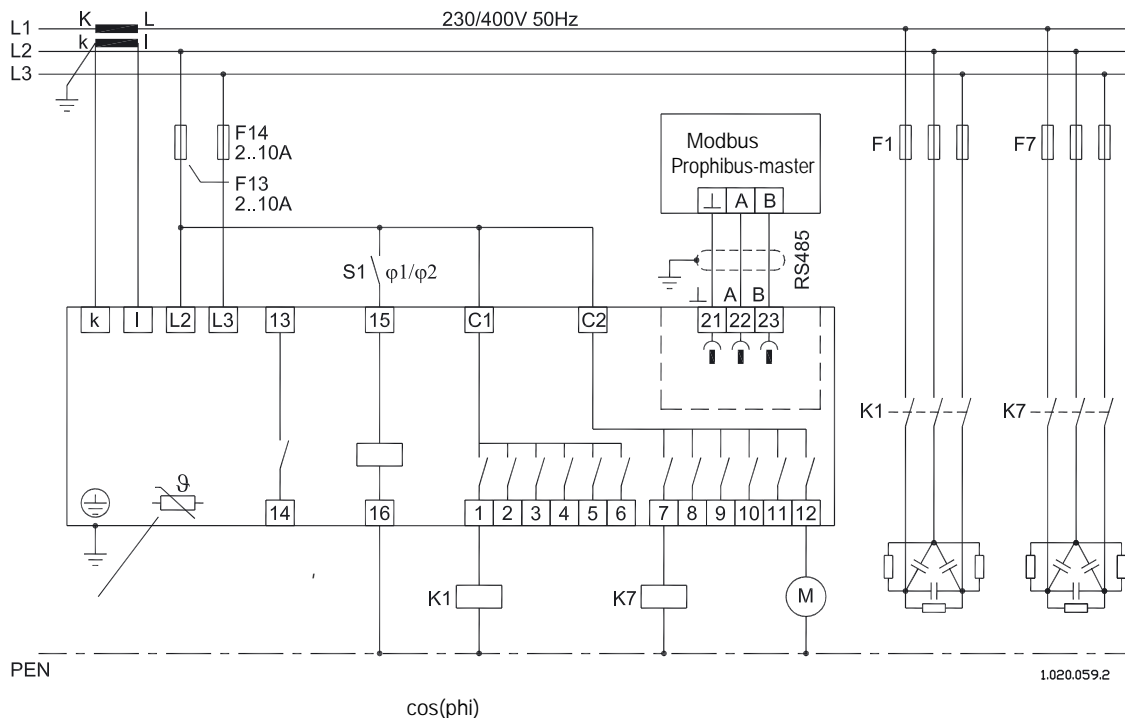 K L 230/400V 50Hz
L1
k l
L2
L3
F14
2..10A
F13
2..10A
Modbus
Prophibus-master
⊥ A B
F1 F7
RS485
S1 φ1/φ2
⊥ A B
k l L2 L3 13 15 C1 C2 21 22 23
K1 K7
ϑ
14 16 1 2 3 4 5 6 7 8 9 10 11 12
K1 K7 M
PEN
1.020.059.2
cos(phi)